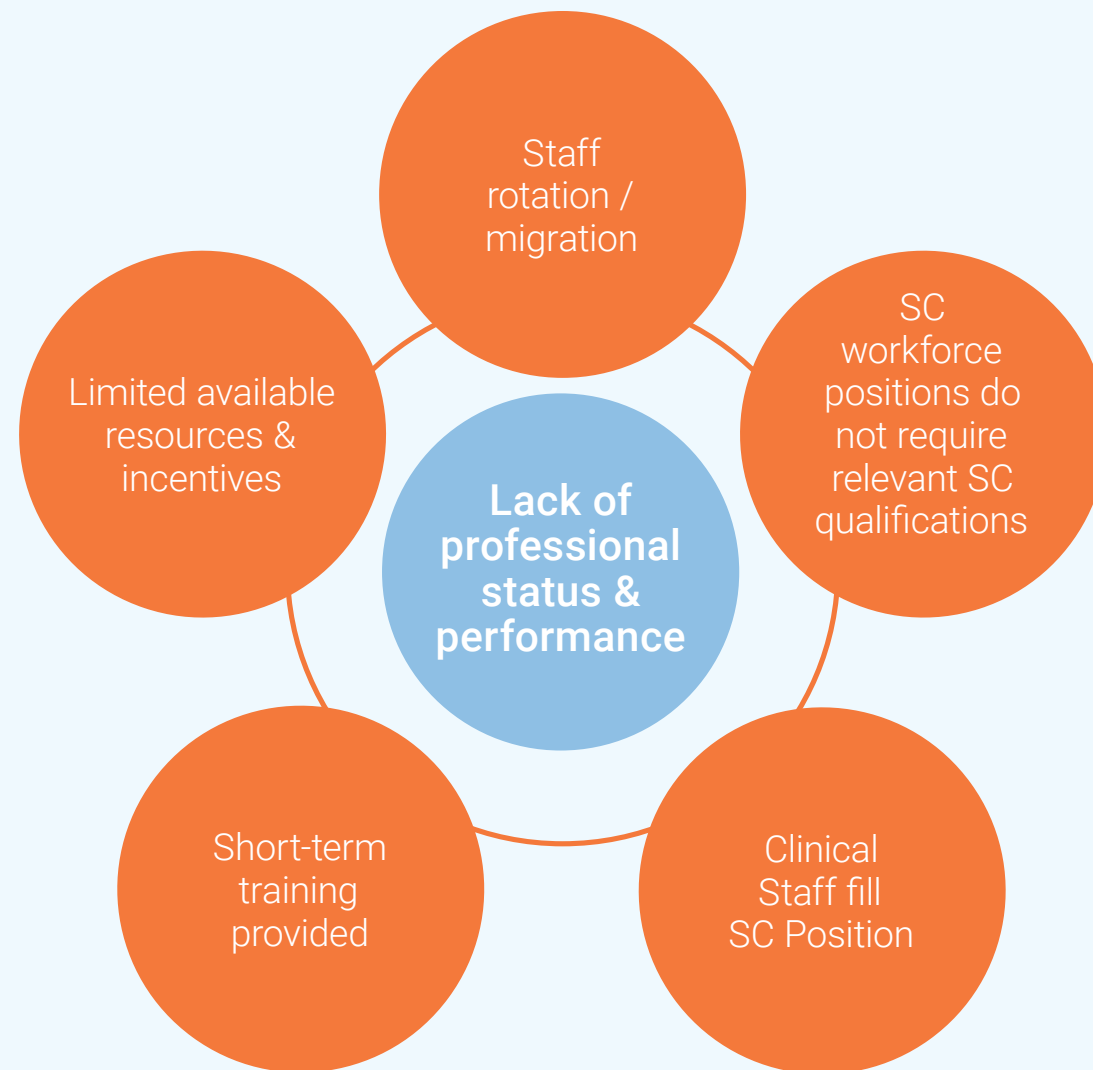 Staff
rotation /
migration
SC
workforce
positions do
not require
relevant SC
qualifications
Clinical
Staff fill
SC Position
Short-term
training
provided
Limited available
resources &
incentives
Lack of
professional
status &
performance